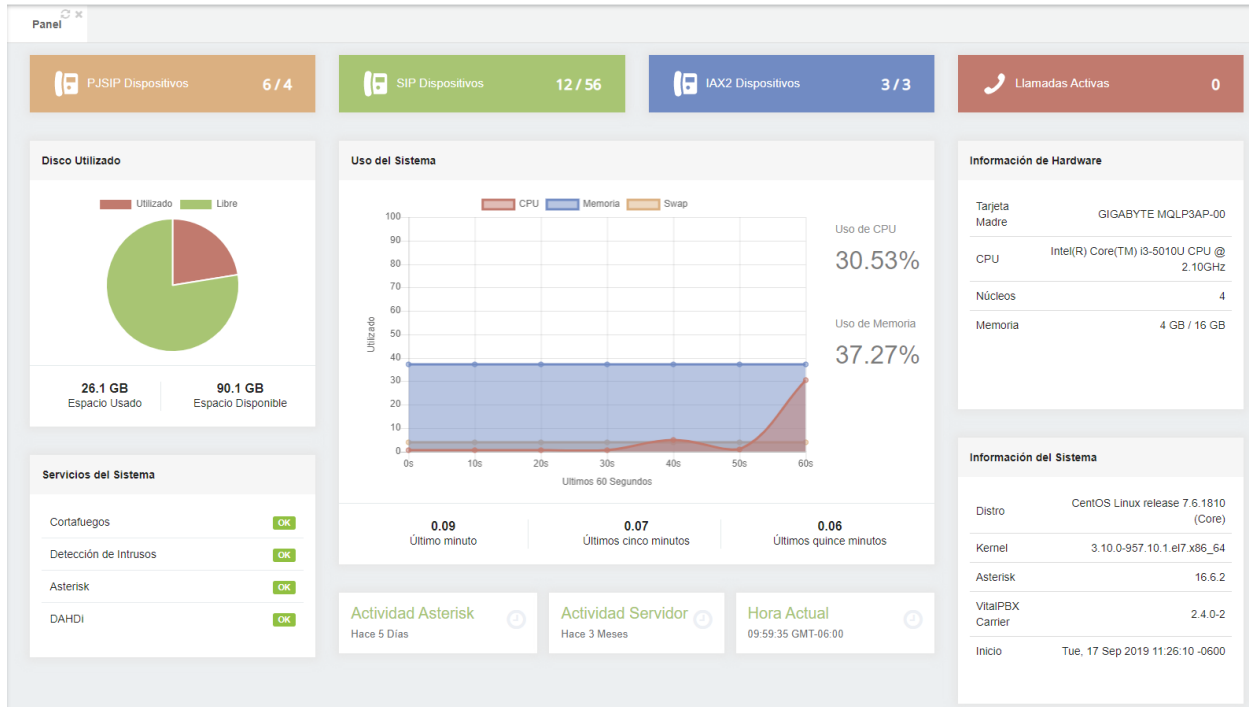 Panel
PJSIP Dispositivos 6 / 4
SIP Dispositivos 12 / 56
IAX2 Dispositivos 3 / 3
Llamadas Activas 0
Disco Utilizado
Utilizado Libre
26.1 GB 90.1 GB
Espacio Usado Espacio Disponible
Servicios del Sistema
Cortafuegos OK
Detección de Intrusos OK
Asterisk OK
DAHDi OK
Uso del Sistema
CPU Memoria Swap
Utilizado
100
90
80
70
60
50
40
30
20
10
0
0s 10s 20s 30s 40s 50s 60s
Ultimos 60 Segundos
Uso de CPU
30.53%
Uso de Memoria
37.27%
0.09 0.07 0.06
Último minuto Últimos cinco minutos Últimos quince minutos
Actividad Asterisk
Hace 5 Días
Actividad Servidor
Hace 3 Meses
Hora Actual
09:59:35 GMT-06:00
Información de Hardware
Tarjeta
Madre GIGABYTE MQLP3AP-00
CPU Intel(R) Core(TM) i3-5010U CPU @
2.10GHz
Núcleos 4
Memoria 4 GB / 16 GB
Información del Sistema
Distro CentOS Linux release 7.6.1810
(Core)
Kernel 3.10.0-957.10.1.el7.x86_64
Asterisk 16.6.2
VitalPBX
Carrier 2.4.0-2
Inicio Tue, 17 Sep 2019 11:26:10 -0600